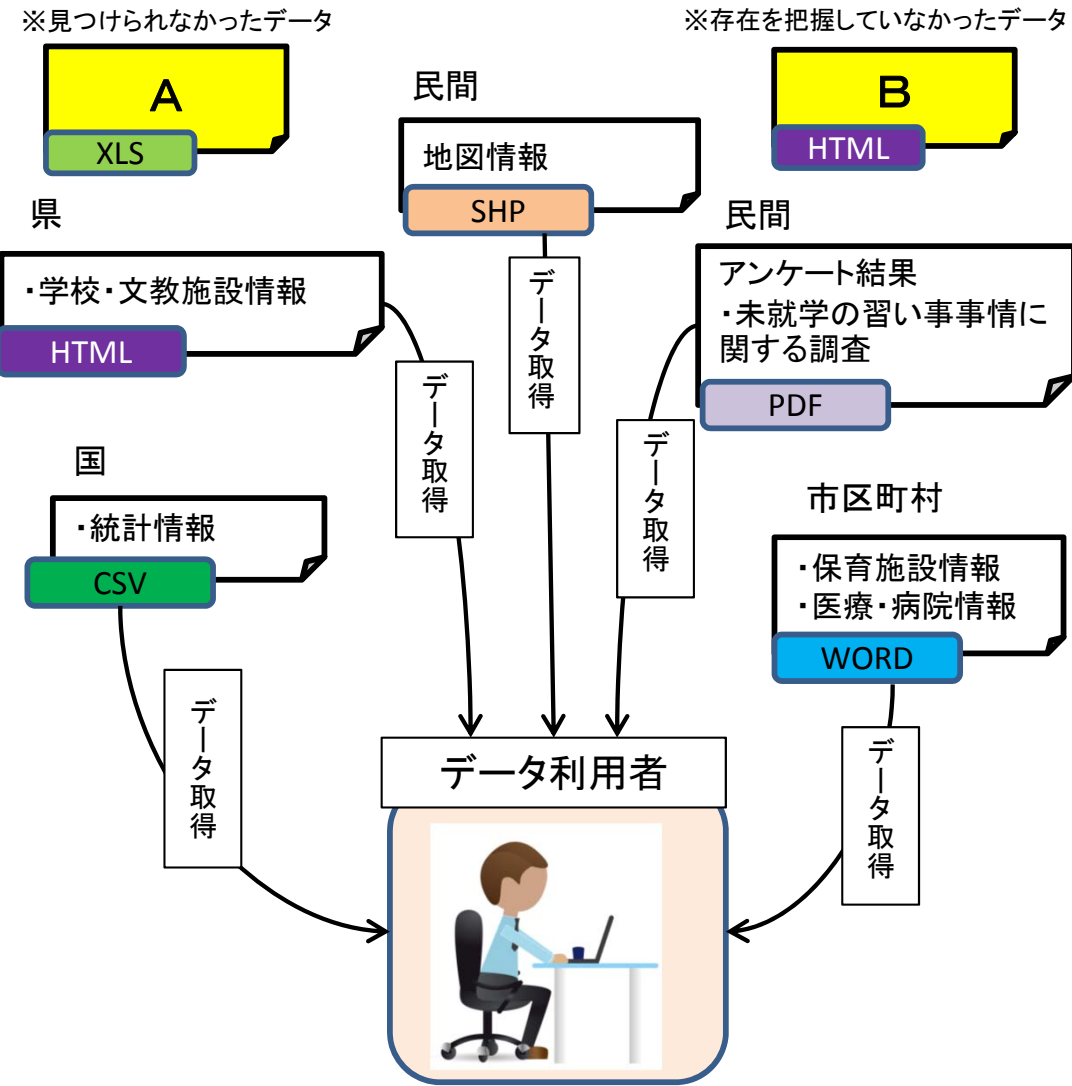 ※見つけられなかったデータ
※存在を把握していなかったデータ
A
XLS
民間
地図情報
SHP
B
HTML
県
・学校・文教施設情報
HTML
民間
アンケート結果
・未就学の習い事事情に
関する調査
PDF
データ取得
データ取得
データ取得
国
・統計情報
CSV
市区町村
・保育施設情報
・医療・病院情報
WORD
データ取得
データ取得
データ利用者